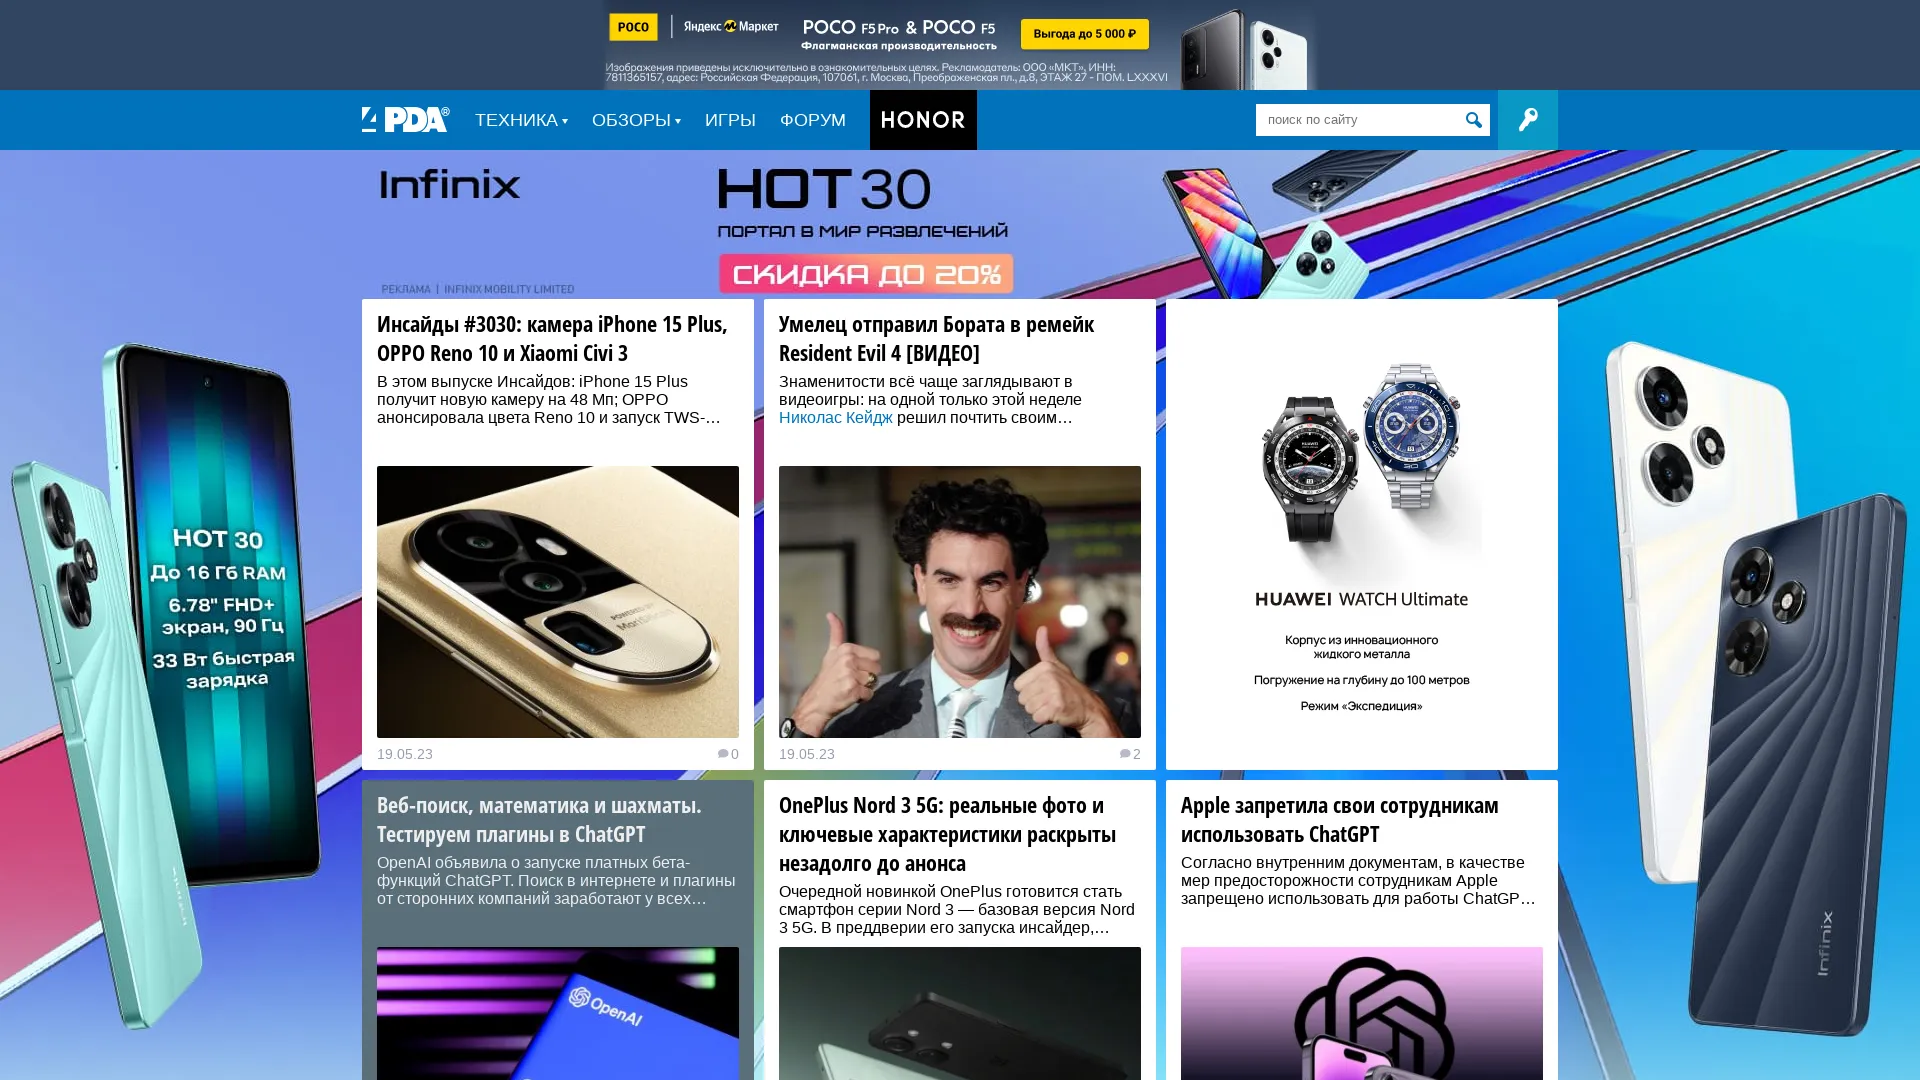 POCO
Яндекс Маркет
POCO F5 Pro & POCO F5
Флагманская производительность
Выгода до 5 000 ₽
Изображения приведены исключительно в ознакомительных целях. Рекламодатель: ООО «МКТ», ИНН:
7811365157, адрес: Российская Федерация, 107061, г. Москва, Преображенская пл., д.8, ЭТАЖ 27 - ПОМ. LXXXVI
4PDA®
ТЕХНИКА
ОБЗОРЫ
ИГРЫ
ФОРУМ
HONOR
поиск по сайту
Infinix
HOT 30
ПОРТАЛ В МИР РАЗВЛЕЧЕНИЙ
СКИДКА ДО 20%
РЕКЛАМА | INFINIX MOBILITY LIMITED
HOT 30
До 16 Гб RAM
6.78" FHD+
экран, 90 Гц
33 Вт быстрая
зарядка
Infinix
Infinix
Инсайды #3030: камера iPhone 15 Plus,
OPPO Reno 10 и Xiaomi Civi 3
В этом выпуске Инсайдов: iPhone 15 Plus
получит новую камеру на 48 Мп; OPPO
анонсировала цвета Reno 10 и запуск TWS-…
POWERED BY
MariSilicon
19.05.23
0
Умелец отправил Бората в ремейк
Resident Evil 4 [ВИДЕО]
Знаменитости всё чаще заглядывают в
видеоигры: на одной только этой неделе
Николас Кейдж решил почтить своим…
19.05.23
2
HUAWEI WATCH Ultimate
Корпус из инновационного
жидкого металла
Погружение на глубину до 100 метров
Режим «Экспедиция»
Веб-поиск, математика и шахматы.
Тестируем плагины в ChatGPT
OpenAI объявила о запуске платных бета-
функций ChatGPT. Поиск в интернете и плагины
от сторонних компаний заработают у всех…
OpenAI
OnePlus Nord 3 5G: реальные фото и
ключевые характеристики раскрыты
незадолго до анонса
Очередной новинкой OnePlus готовится стать
смартфон серии Nord 3 — базовая версия Nord
3 5G. В преддверии его запуска инсайдер,…
Apple запретила свои сотрудникам
использовать ChatGPT
Согласно внутренним документам, в качестве
мер предосторожности сотрудникам Apple
запрещено использовать для работы ChatGP…